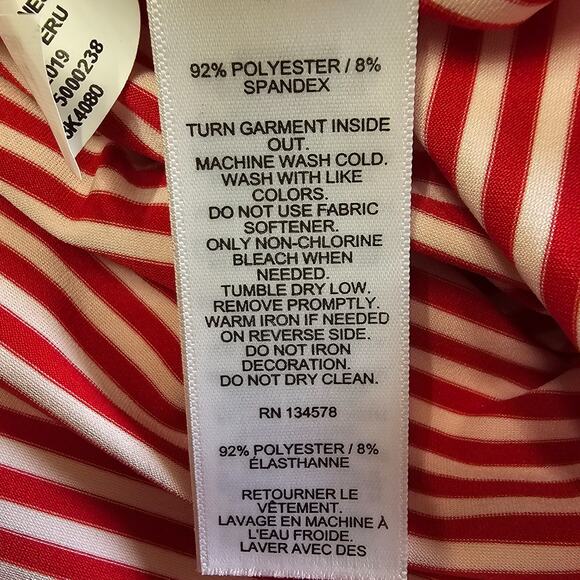 ERU
2019
5000238
SK4080
92% POLYESTER / 8%
SPANDEX
TURN GARMENT INSIDE
OUT.
MACHINE WASH COLD.
WASH WITH LIKE
COLORS.
DO NOT USE FABRIC
SOFTENER.
ONLY NON-CHLORINE
BLEACH WHEN
NEEDED.
TUMBLE DRY LOW.
REMOVE PROMPTLY.
WARM IRON IF NEEDED
ON REVERSE SIDE.
DO NOT IRON
DECORATION.
DO NOT DRY CLEAN.
RN 134578
92% POLYESTER / 8%
ÉLASTHANNE
RETOURNER LE
VÊTEMENT.
LAVAGE EN MACHINE À
L'EAU FROIDE.
LAVER AVEC DES